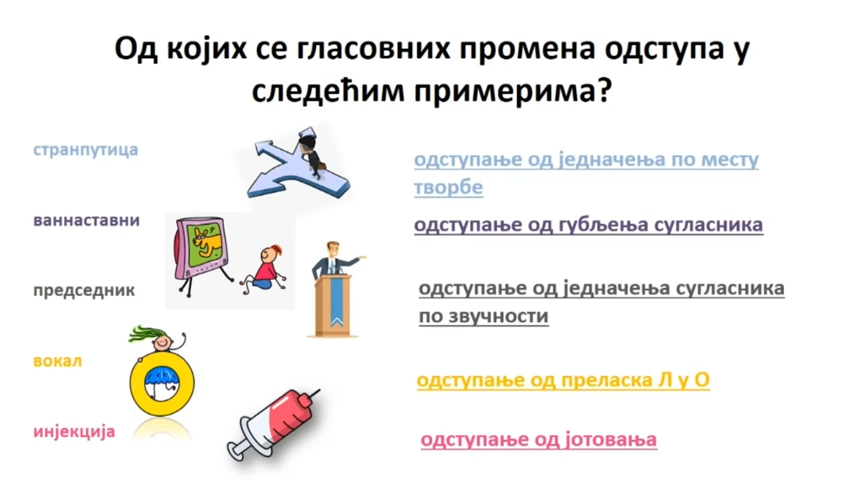 Од којих се гласовних промена одступа у
следећим примерима?
странпутица
одступање од једначења по месту
творбе
ваннаставни
одступање од губљења сугласника
председник
одступање од једначења сугласника
по звучности
вокал
одступање од преласка Л у О
инјекција
одступање од јотовања